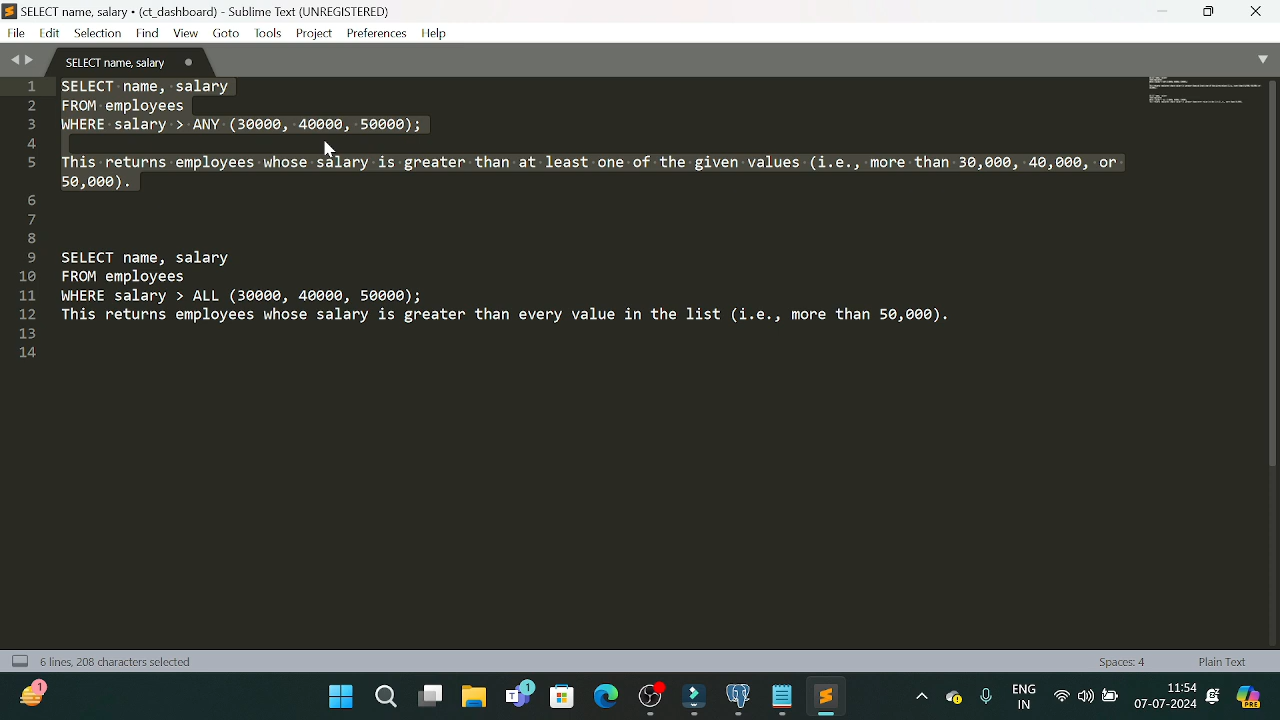 SELECT name, salary • (ct_dashboard) - Sublime Text (UNREGISTERED)
File Edit Selection Find View Goto Tools Project Preferences Help
SELECT name, salary
1 SELECT name, salary
2 FROM employees
3 WHERE salary > ANY (30000, 40000, 50000);
4
5 This returns employees whose salary is greater than at least one of the given values (i.e., more than 30,000, 40,000, or
50,000).
6
7
8
9 SELECT name, salary
10 FROM employees
11 WHERE salary > ALL (30000, 40000, 50000);
12 This returns employees whose salary is greater than every value in the list (i.e., more than 50,000).
13
14
6 lines, 208 characters selected Spaces: 4 Plain Text
1 1 ENG 11:54 PRE
IN 07-07-2024